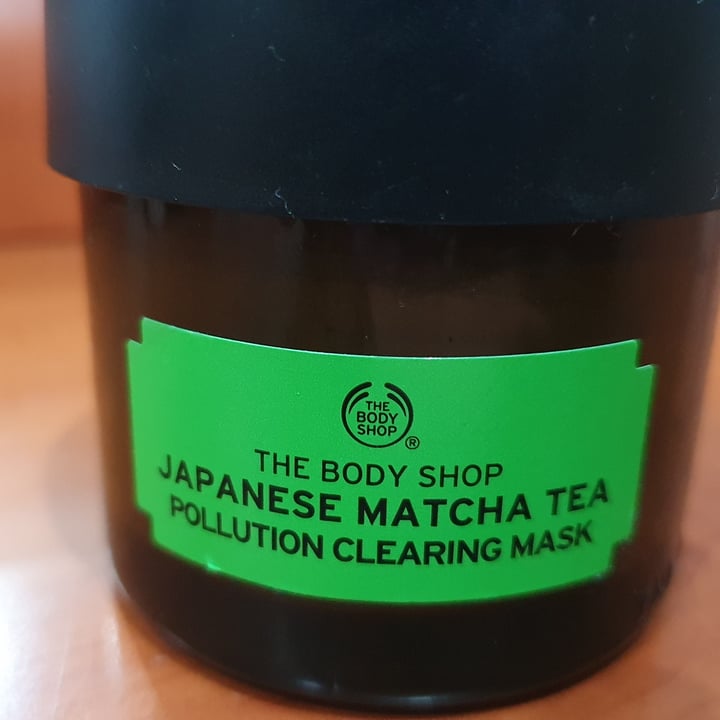 THE
BODY
SHOP
®
THE BODY SHOP
JAPANESE MATCHA TEA
POLLUTION CLEARING MASK